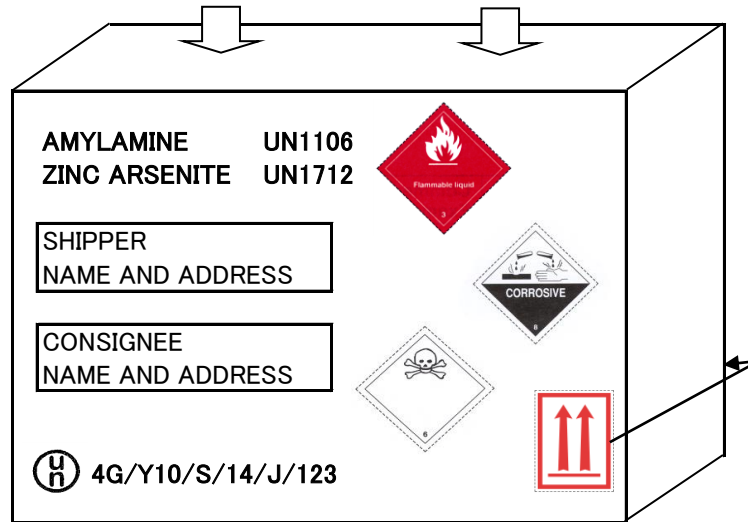 AMYLAMINE UN1106
ZINC ARSENITE UN1712
Flammable liquid
3
SHIPPER
NAME AND ADDRESS
CORROSIVE
8
CONSIGNEE
NAME AND ADDRESS
6
un 4G/Y10/S/14/J/123